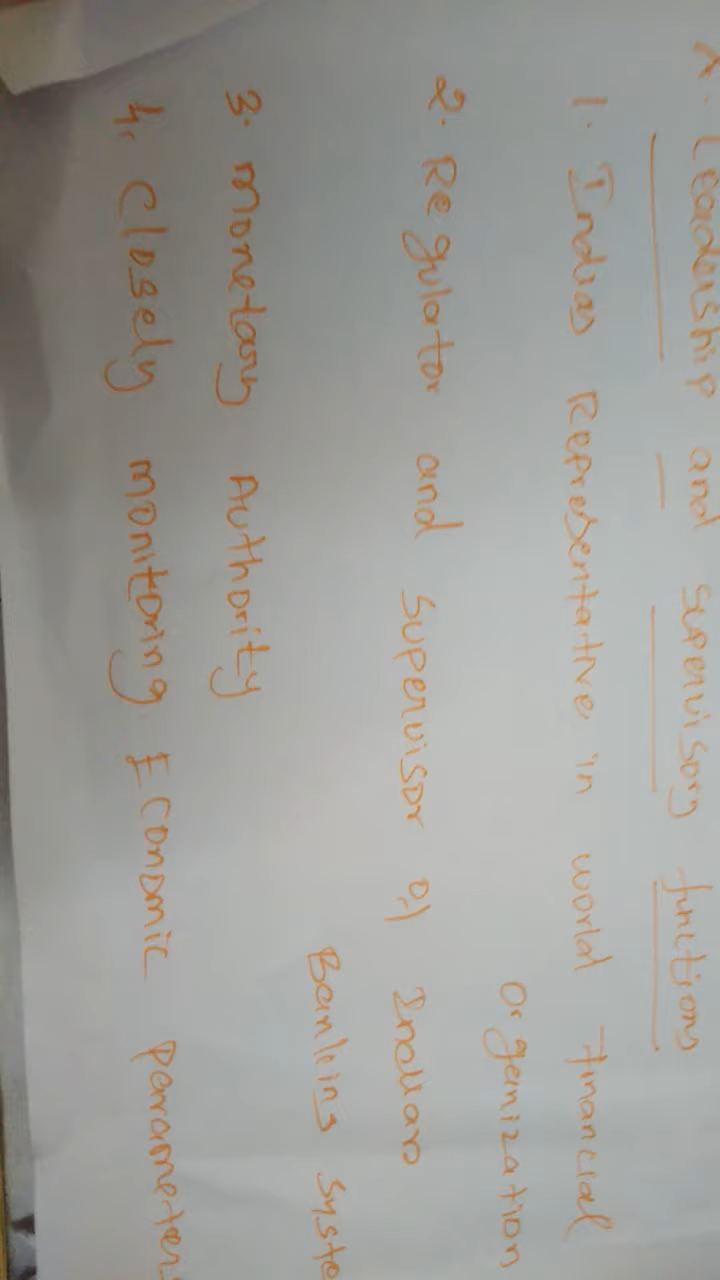 Leadership and supervisory functions
1. Indias Representative in world financial
Organization
2. Regulator and Supervisor of Indian
Banking Syste
3. Monetary Authority
4. Closely monitoring Economic parameters